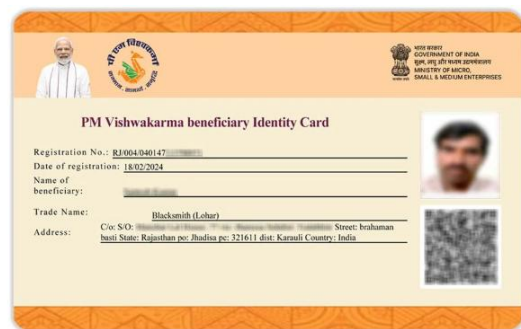 पी एम विश्वकर्मा
सम्मान, सामर्थ्य, समृद्धि
भारत सरकार
GOVERNMENT OF INDIA
सूक्ष्म, लघु और मध्यम उद्यम मंत्रालय
MINISTRY OF MICRO,
SMALL & MEDIUM ENTERPRISES
PM Vishwakarma beneficiary Identity Card
Registration No.: RJ/004/040147
Date of registration: 18/02/2024
Name of
beneficiary:
Trade Name: Blacksmith (Lohar)
Address: C/o: S/O: Street: brahaman
basti State: Rajasthan po: Jhadisa pc: 321611 dist: Karauli Country: India